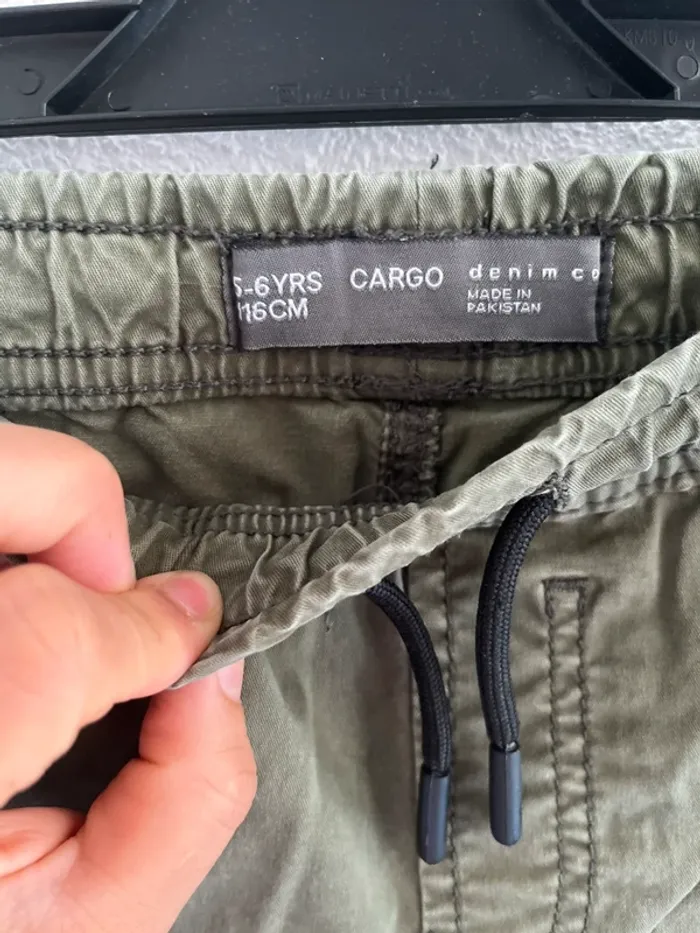 5-6YRS
116CM
CARGO
denim co
MADE IN
PAKISTAN